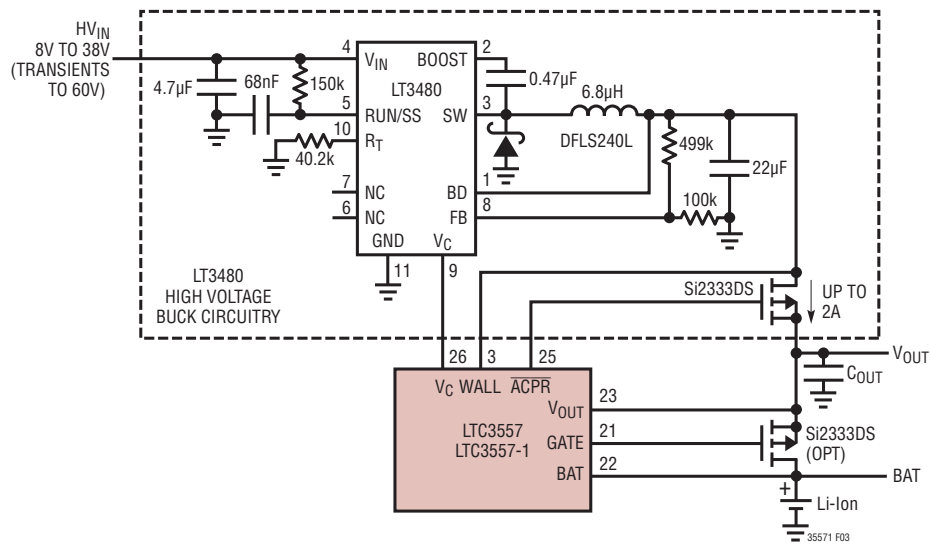 HVIN
8V TO 38V
(TRANSIENTS
TO 60V)
4.7µF
68nF
150k
4
VIN
BOOST
2
LT3480
0.47µF
5
RUN/SS
SW
3
6.8µH
10
RT
40.2k
DFLS240L
499k
22µF
7
NC
BD
1
6
NC
FB
8
100k
GND
VC
11
9
LT3480
HIGH VOLTAGE
BUCK CIRCUITRY
Si2333DS
UP TO
2A
26
3
25
VC
WALL
ACPR
VOUT
COUT
VOUT
23
LTC3557
LTC3557-1
GATE
21
Si2333DS
(OPT)
BAT
22
BAT
+
Li-Ion
35571 F03